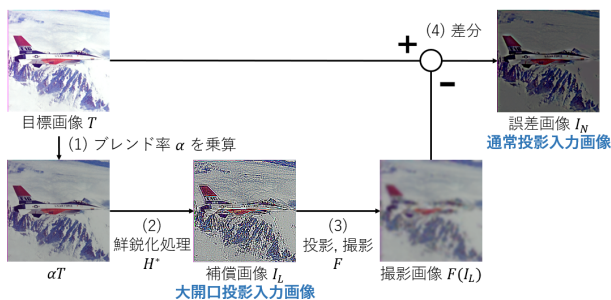 (4) 差分
+
−
目標画像 T
誤差画像 I_N
通常投影入力画像
(1) ブレンド率 α を乗算
(2)
鮮鋭化処理
H*
(3)
投影, 撮影
F
αT
補償画像 I_L
大開口投影入力画像
撮影画像 F(I_L)